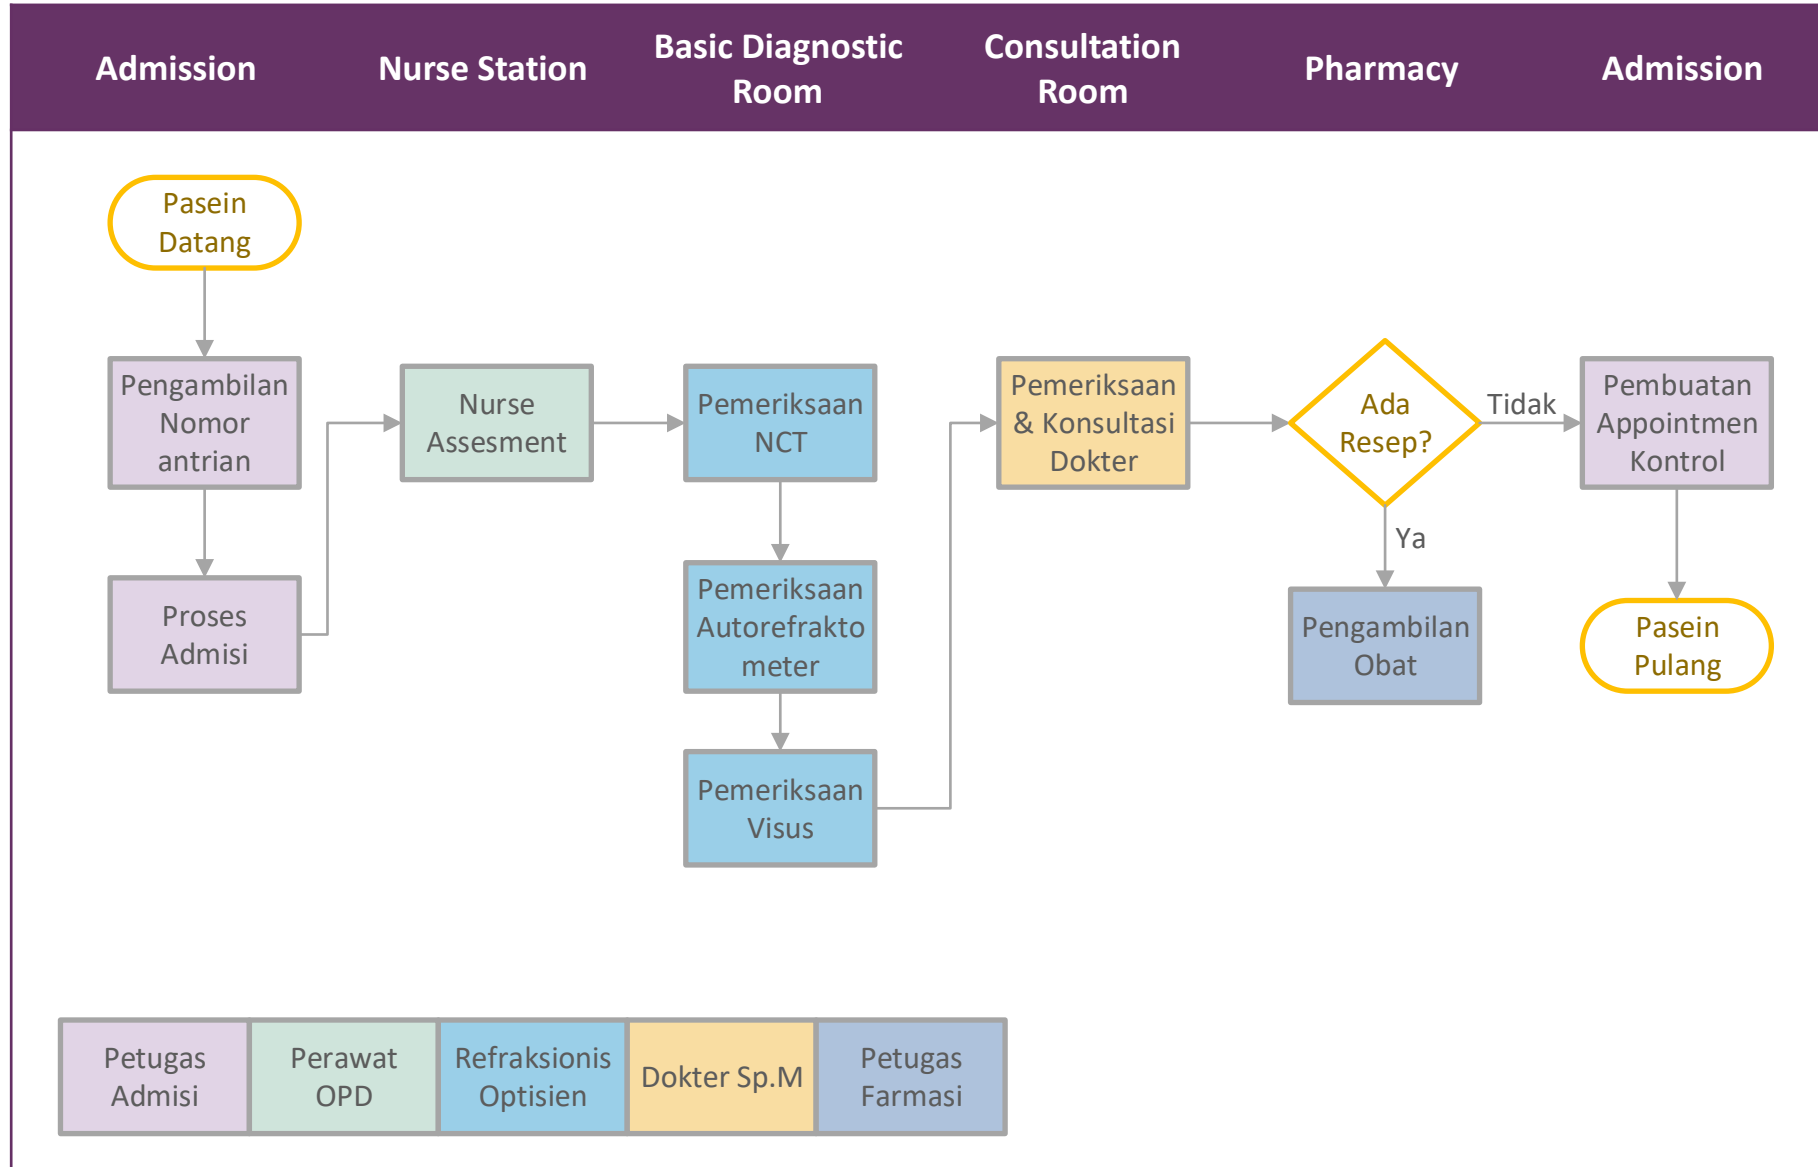 Admission
Nurse Station
Basic Diagnostic
Room
Consultation
Room
Pharmacy
Admission
Pasein
Datang
Pengambilan
Nomor
antrian
Proses
Admisi
Nurse
Assesment
Pemeriksaan
NCT
Pemeriksaan
Autorefrakto
meter
Pemeriksaan
Visus
Pemeriksaan
& Konsultasi
Dokter
Ada
Resep?
Tidak
Ya
Pengambilan
Obat
Pembuatan
Appointmen
Kontrol
Pasein
Pulang
Petugas
Admisi
Perawat
OPD
Refraksionis
Optisien
Dokter Sp.M
Petugas
Farmasi